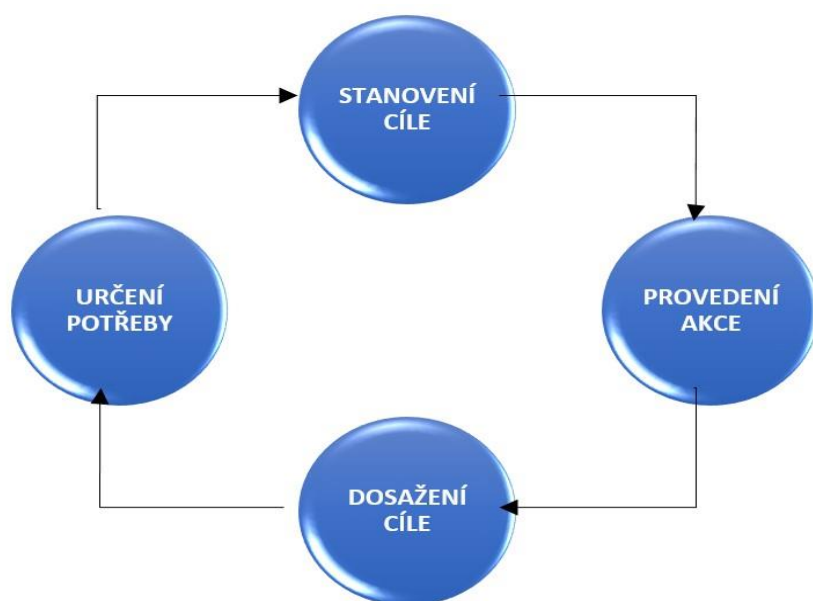 STANOVENÍ
CÍLE
URČENÍ
POTŘEBY
PROVEDENÍ
AKCE
DOSAŽENÍ
CÍLE